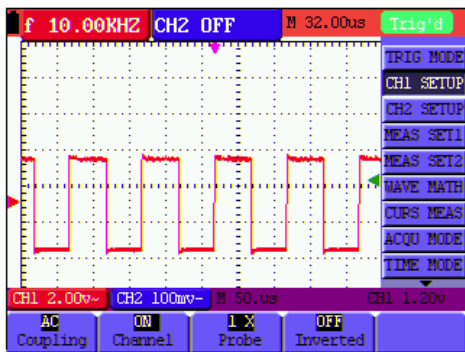 f 10.00KHZ CH2 OFF M 32.00us Trig'd
TRIG MODE
CH1 SETUP
CH2 SETUP
MEAS SET1
MEAS SET2
WAVE MATH
CURS MEAS
ACQU MODE
TIME MODE
CH1 2.00v~ CH2 100mv- M 50.us CH1 1.20v
AC ON 1 X OFF
Coupling Channel Probe Inverted